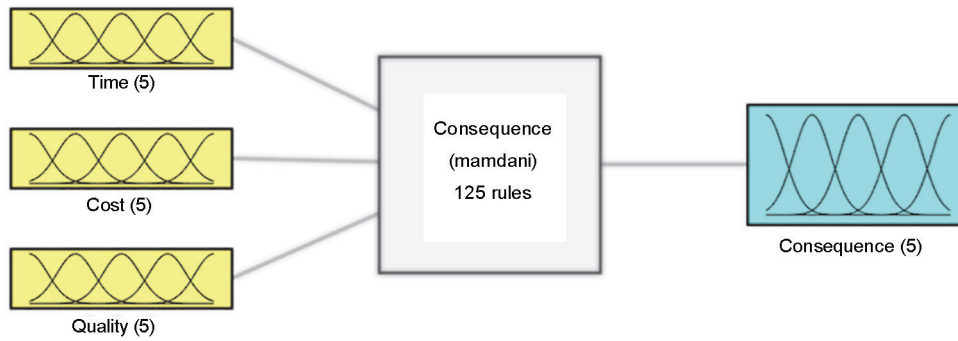 Time (5)
Cost (5)
Quality (5)
Consequence
(mamdani)
125 rules
Consequence (5)